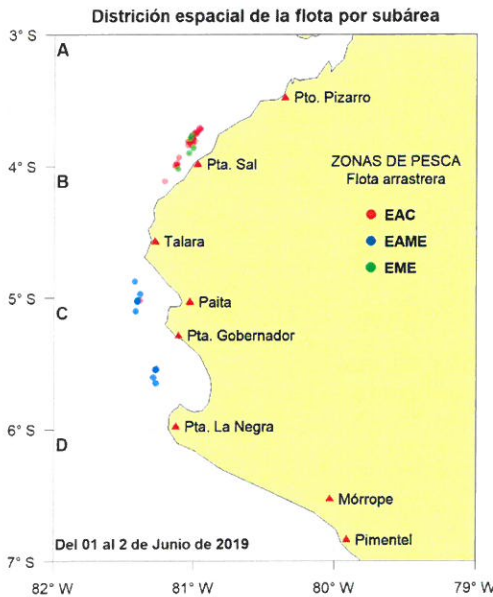 Districión espacial de la flota por subárea
3° S
A
Pto. Pizarro
4° S
Pta. Sal
B
ZONAS DE PESCA
Flota arrastrera
EAC
EAME
EME
Talara
5° S
C
Paita
Pta. Gobernador
6° S
D
Pta. La Negra
Mórrope
Pimentel
Del 01 al 2 de Junio de 2019
7° S
82° W
81° W
80° W
79° W